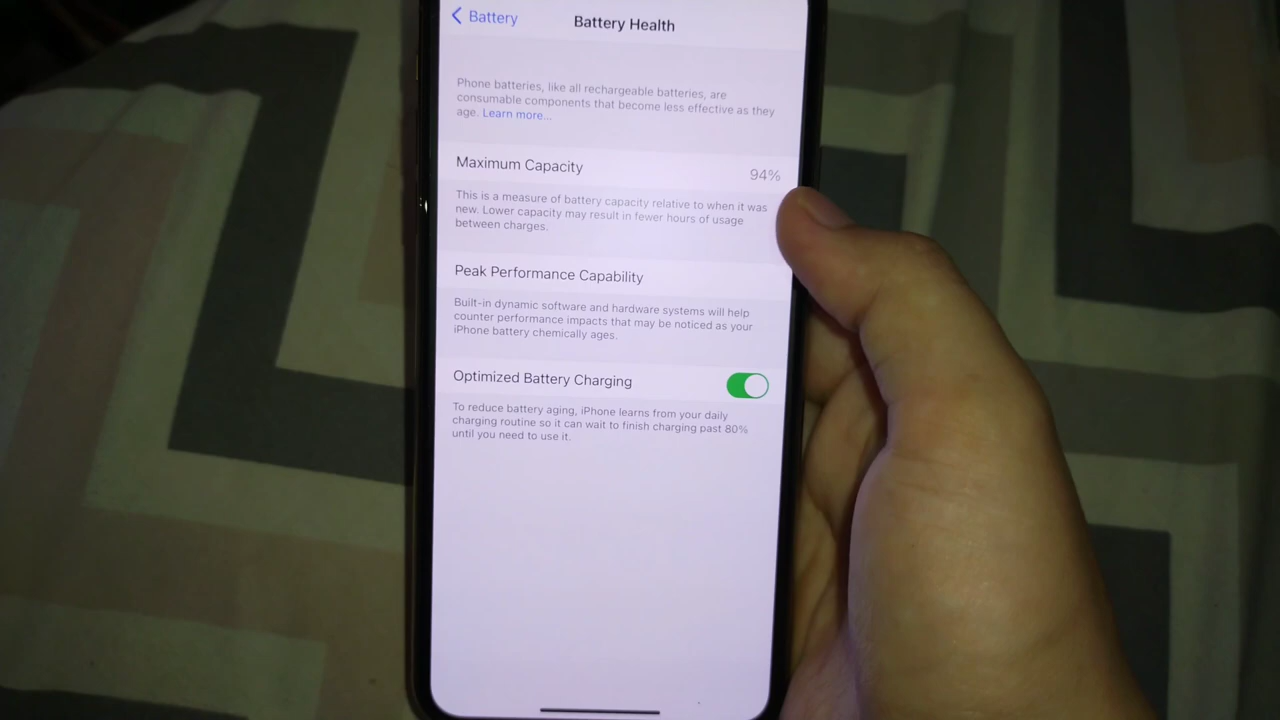 Battery
Battery Health
Phone batteries, like all rechargeable batteries, are
consumable components that become less effective as they
age. Learn more...
Maximum Capacity 94%
This is a measure of battery capacity relative to when it was
new. Lower capacity may result in fewer hours of usage
between charges.
Peak Performance Capability
Built-in dynamic software and hardware systems will help
counter performance impacts that may be noticed as your
iPhone battery chemically ages.
Optimized Battery Charging
To reduce battery aging, iPhone learns from your daily
charging routine so it can wait to finish charging past 80%
until you need to use it.